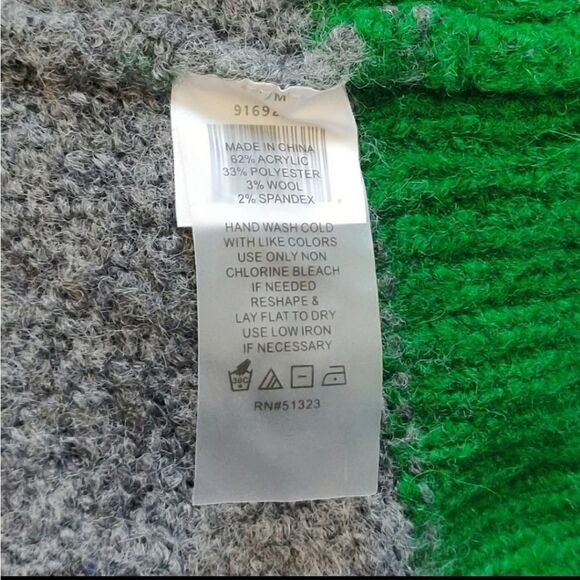 /M
9169
MADE IN CHINA
62% ACRYLIC
33% POLYESTER
3% WOOL
2% SPANDEX
HAND WASH COLD
WITH LIKE COLORS
USE ONLY NON
CHLORINE BLEACH
IF NEEDED
RESHAPE &
LAY FLAT TO DRY
USE LOW IRON
IF NECESSARY
30C
RN#51323